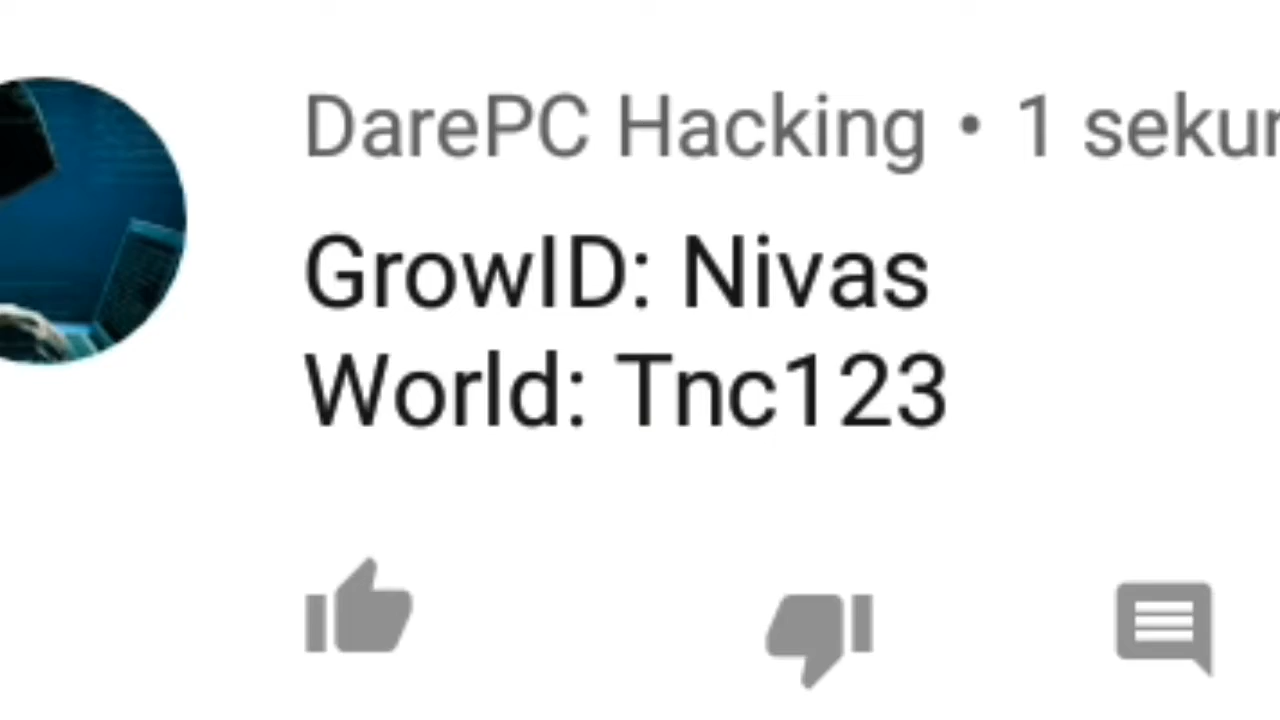 DarePC Hacking • 1 sekun
GrowID: Nivas
World: Tnc123